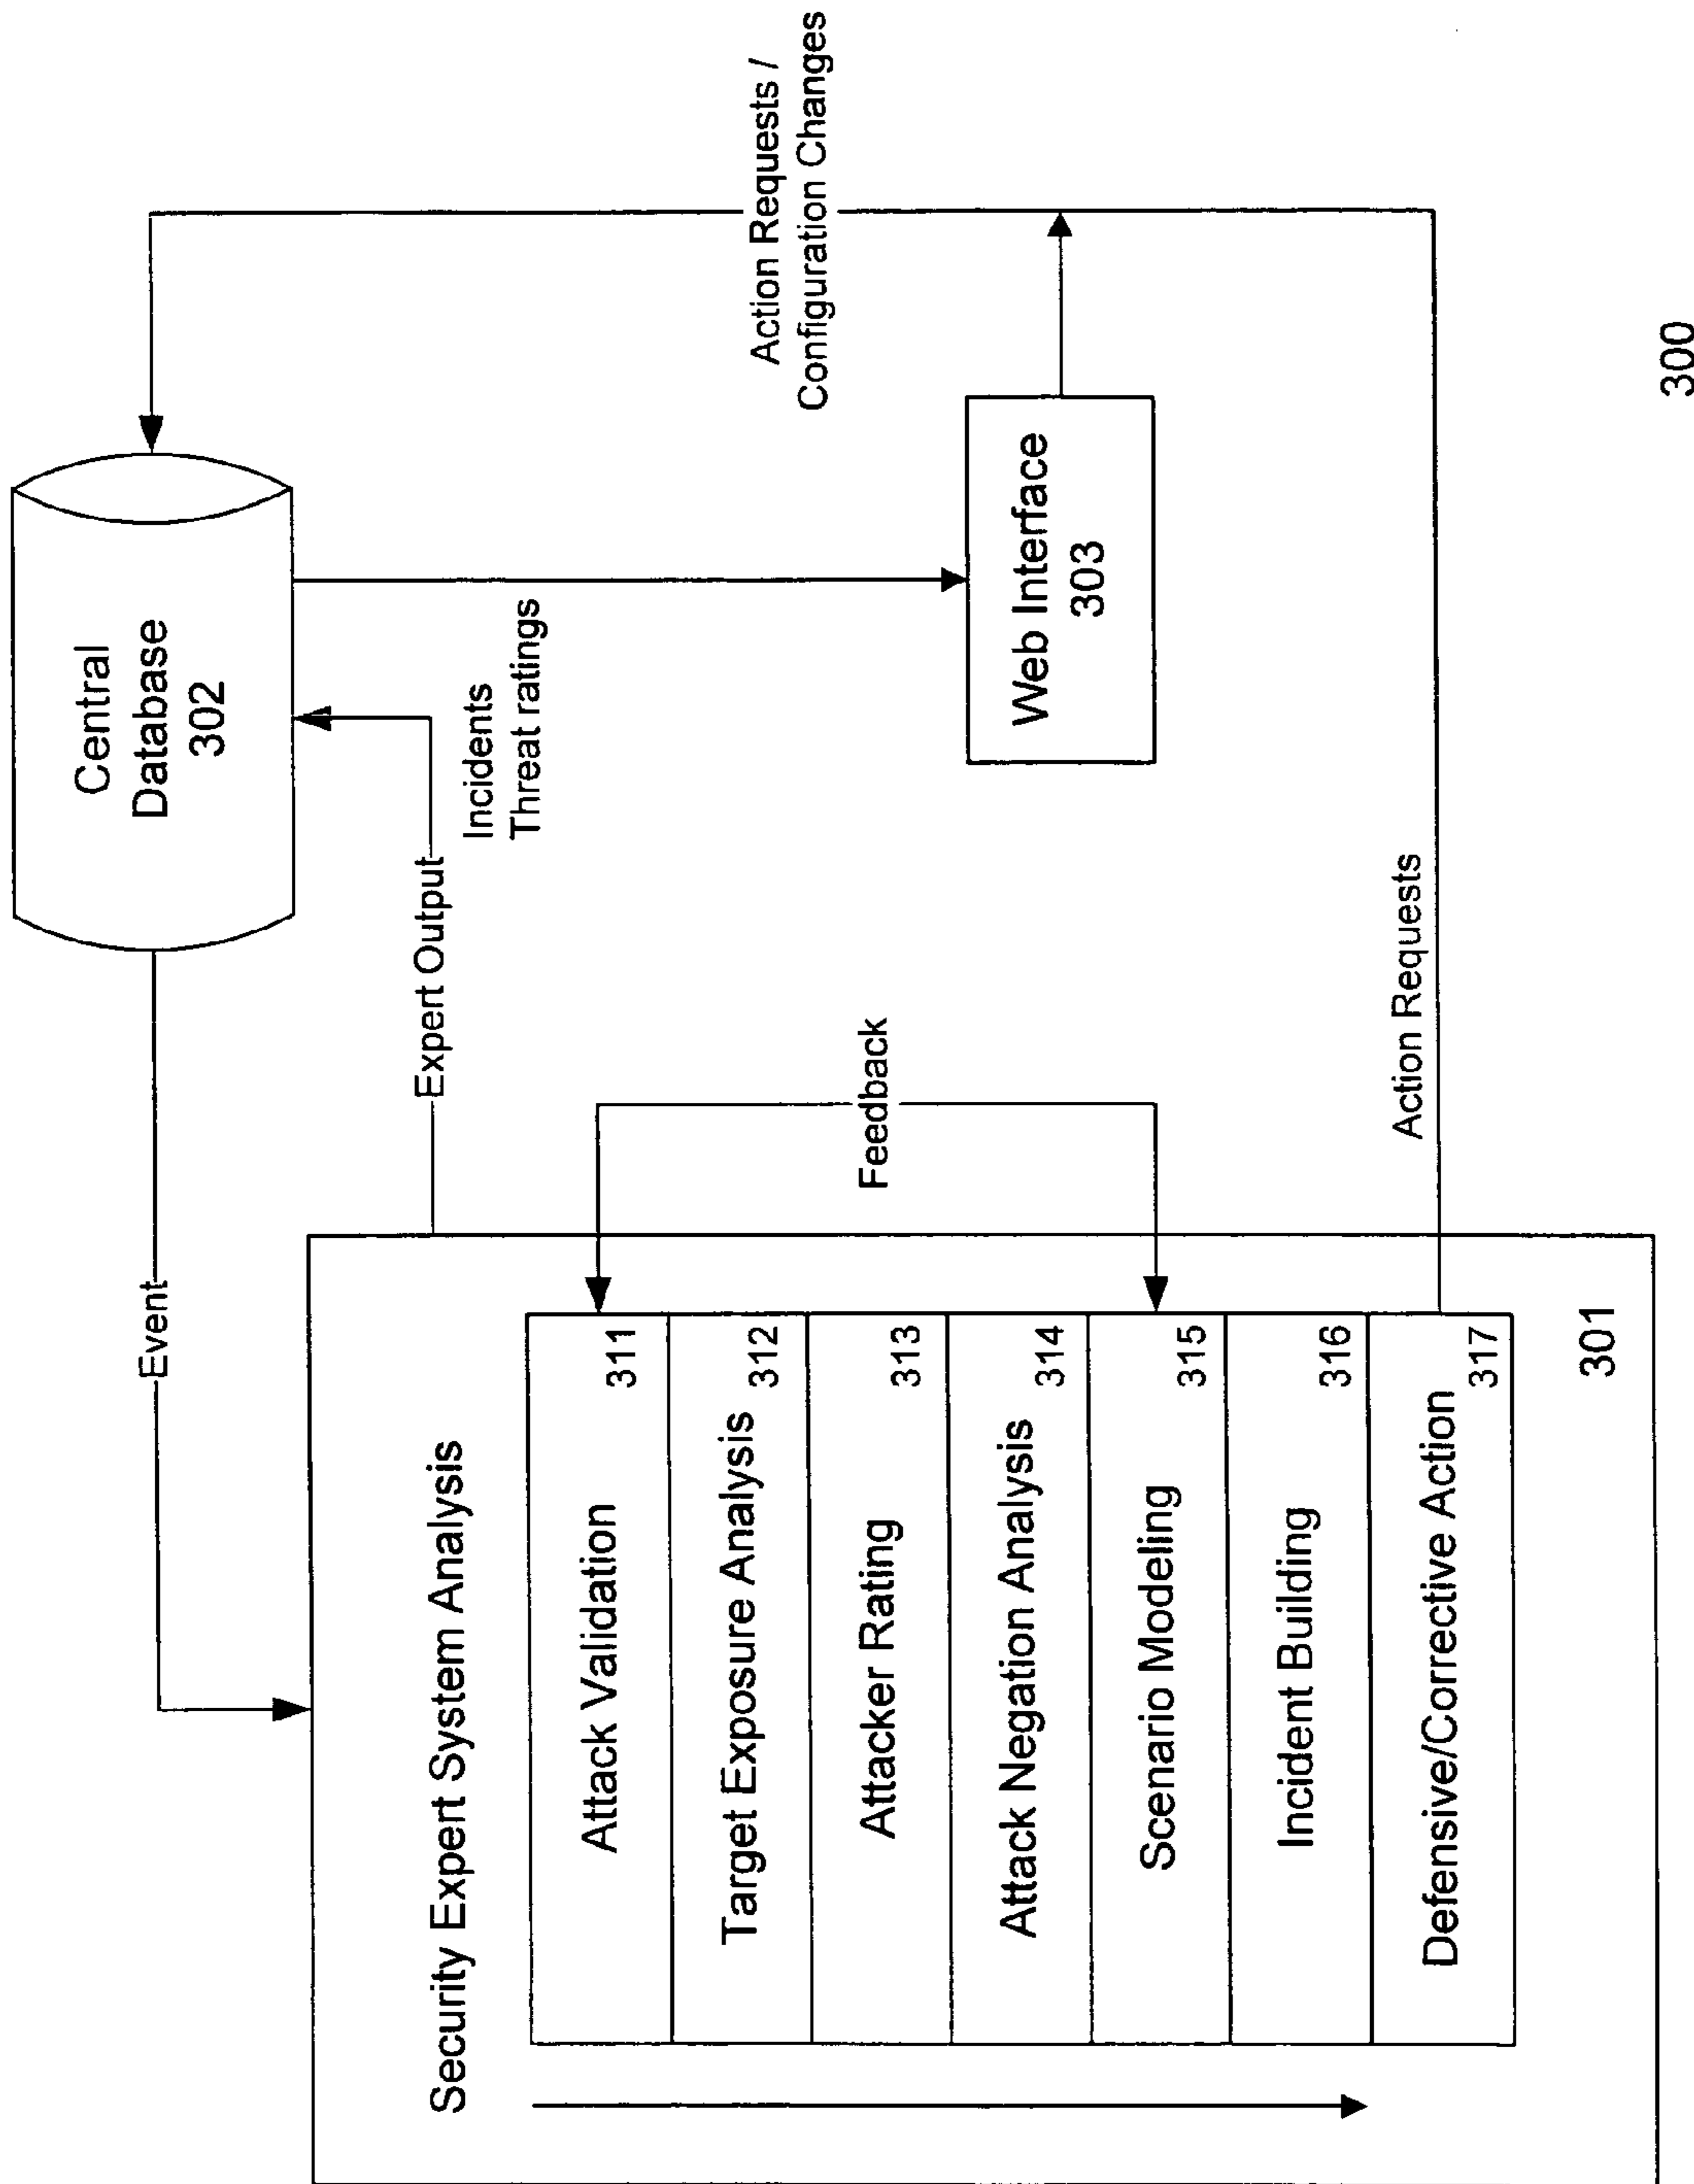 Security Expert System Analysis
Attack Validation
311
Target Exposure Analysis
312
Attacker Rating
313
Attack Negation Analysis
314
Scenario Modeling
315
Incident Building
316
Defensive/Corrective Action
317
301
Event
Expert Output
Feedback
Action Requests
Central
Database
302
Incidents
Threat ratings
Web Interface
303
Action Requests /
Configuration Changes
300